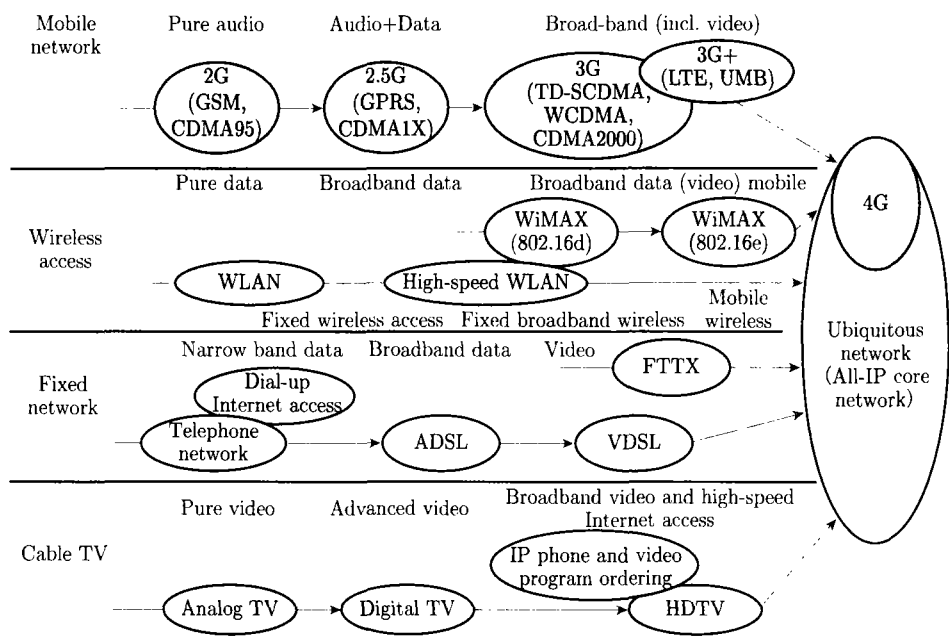 Mobile
network
Pure audio
Audio+Data
Broad-band (incl. video)
2G
(GSM,
CDMA95)
2.5G
(GPRS,
CDMA1X)
3G
(TD-SCDMA,
WCDMA,
CDMA2000)
3G+
(LTE, UMB)
Wireless
access
Pure data
Broadband data
Broadband data (video) mobile
WiMAX
(802.16d)
WiMAX
(802.16e)
WLAN
High-speed WLAN
Fixed wireless access
Fixed broadband wireless
Mobile
wireless
4G
Ubiquitous
network
(All-IP core
network)
Fixed
network
Narrow band data
Broadband data
Video
FTTX
Dial-up
Internet access
Telephone
network
ADSL
VDSL
Cable TV
Pure video
Advanced video
Broadband video and high-speed
Internet access
IP phone and video
program ordering
Analog TV
Digital TV
HDTV